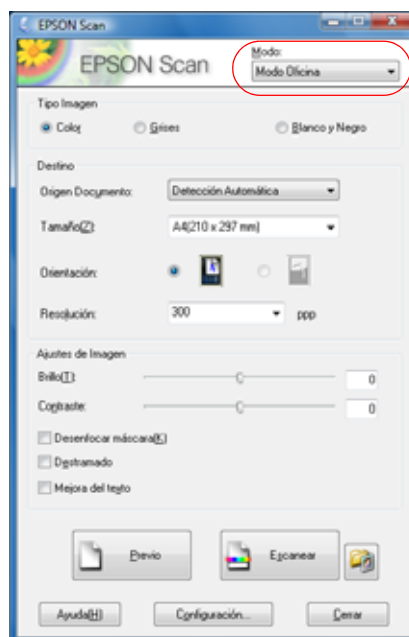 EPSON Scan
EPSON Scan
Modo:
Modo Oficina
Tipo Imagen
Color Grises Blanco y Negro
Destino
Origen Documento: Detección Automática
Tamaño(Z): A4(210 x 297 mm)
Orientación:
Resolución: 300 ppp
Ajustes de Imagen
Brillo(T): 0
Contraste: 0
Desenfocar máscara(K)
Destramado
Mejora del texto
Previo Escanear
Ayuda(H) Configuración... Cerrar